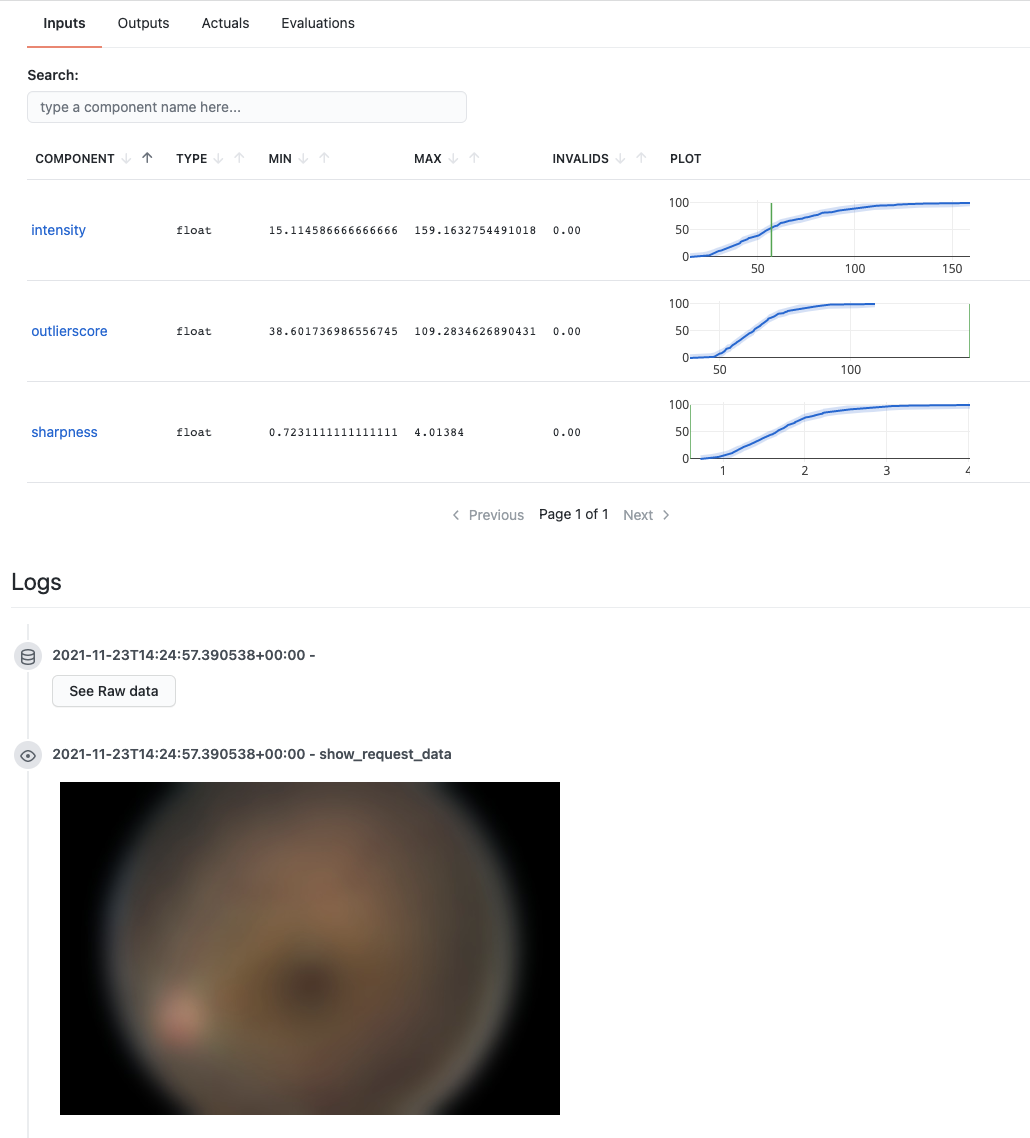 Inputs Outputs Actuals Evaluations
Search:
type a component name here...
COMPONENT TYPE MIN MAX INVALIDS PLOT
intensity float 15.114586666666666 159.1632754491018 0.00
100
50
0
50 100 150
outlierscore float 38.601736986556745 109.2834626890431 0.00
100
50
0
50 100
sharpness float 0.7231111111111111 4.01384 0.00
100
50
0
1 2 3 4
Previous Page 1 of 1 Next
Logs
2021-11-23T14:24:57.390538+00:00 -
See Raw data
2021-11-23T14:24:57.390538+00:00 - show_request_data